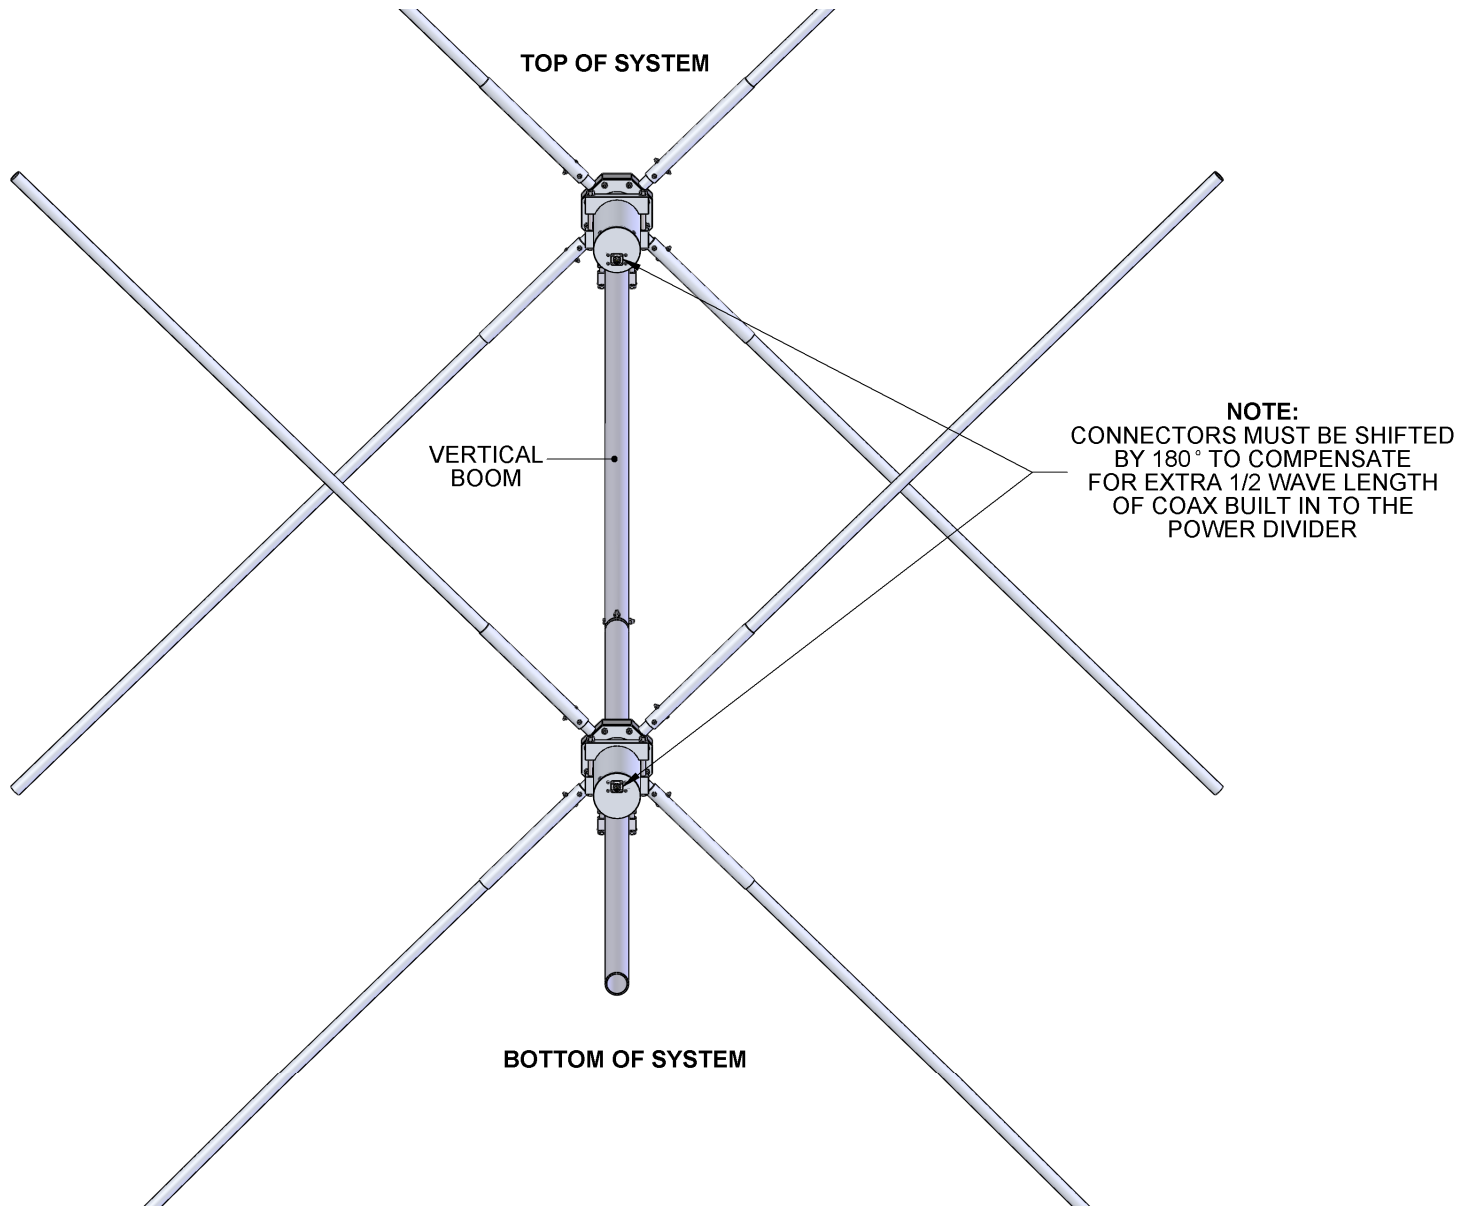 TOP OF SYSTEM
NOTE:
CONNECTORS MUST BE SHIFTED
BY 180° TO COMPENSATE
FOR EXTRA 1/2 WAVE LENGTH
OF COAX BUILT IN TO THE
POWER DIVIDER
VERTICAL
BOOM
BOTTOM OF SYSTEM